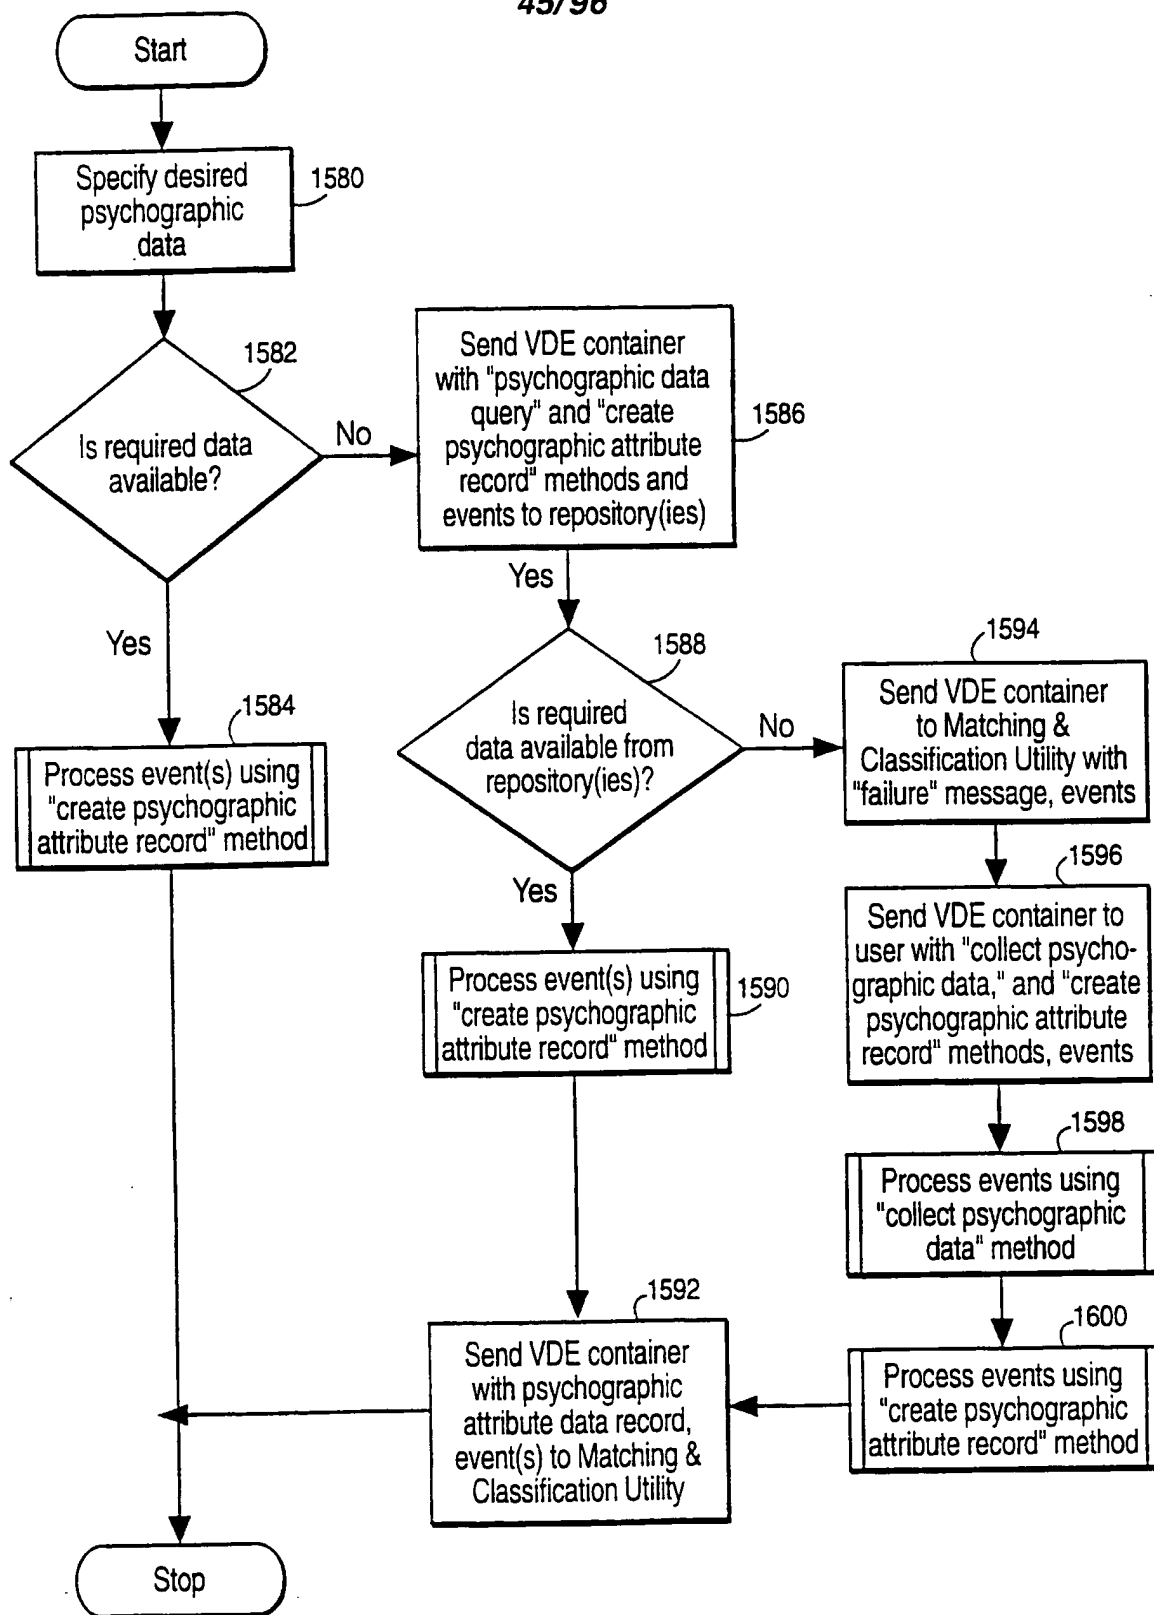 45/96
Start
Specify desired
psychographic
data
1580
1582
Is required data
available?
No
Yes
Send VDE container
with "psychographic data
query" and "create
psychographic attribute
record" methods and
events to repository(ies)
1586
Yes
1588
Is required
data available from
repository(ies)?
No
Yes
1584
Process event(s) using
"create psychographic
attribute record" method
1594
Send VDE container
to Matching &
Classification Utility with
"failure" message, events
1596
Send VDE container to
user with "collect psycho-
graphic data," and "create
psychographic attribute
record" methods, events
Process event(s) using
"create psychographic
attribute record" method
1590
1598
Process events using
"collect psychographic
data" method
1592
Send VDE container
with psychographic
attribute data record,
event(s) to Matching &
Classification Utility
1600
Process events using
"create psychographic
attribute record" method
Stop